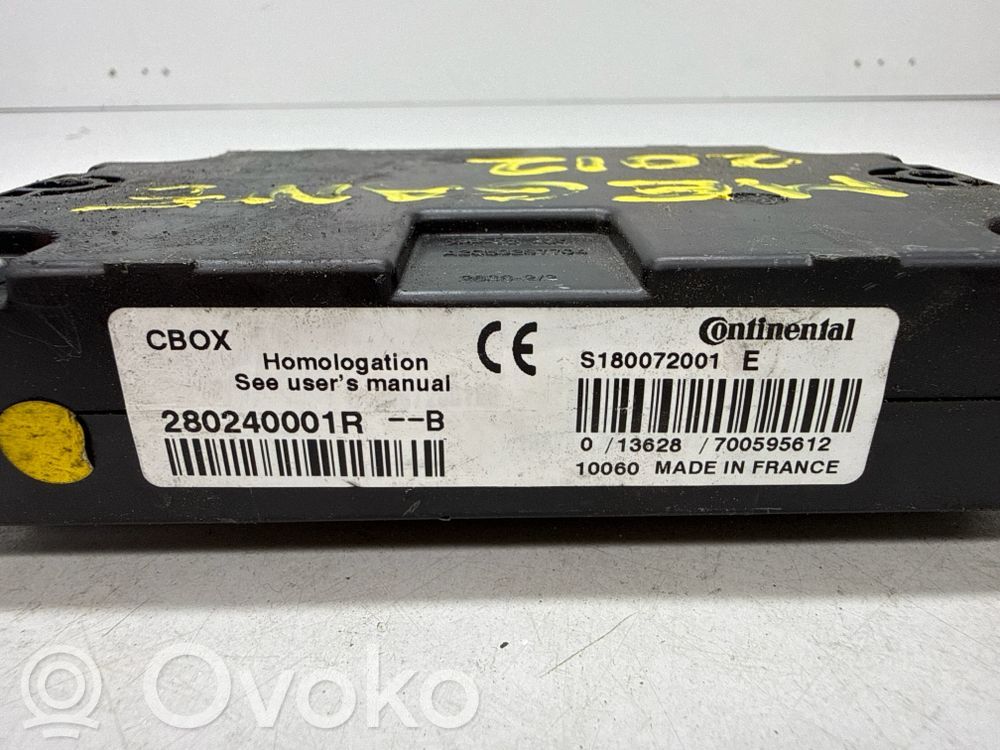 2012
MEGANE
CBOX
Homologation
See user's manual
280240001R --B
CE
Continental
S180072001 E
0 / 13628 / 700595612
10060 MADE IN FRANCE
Ovoko